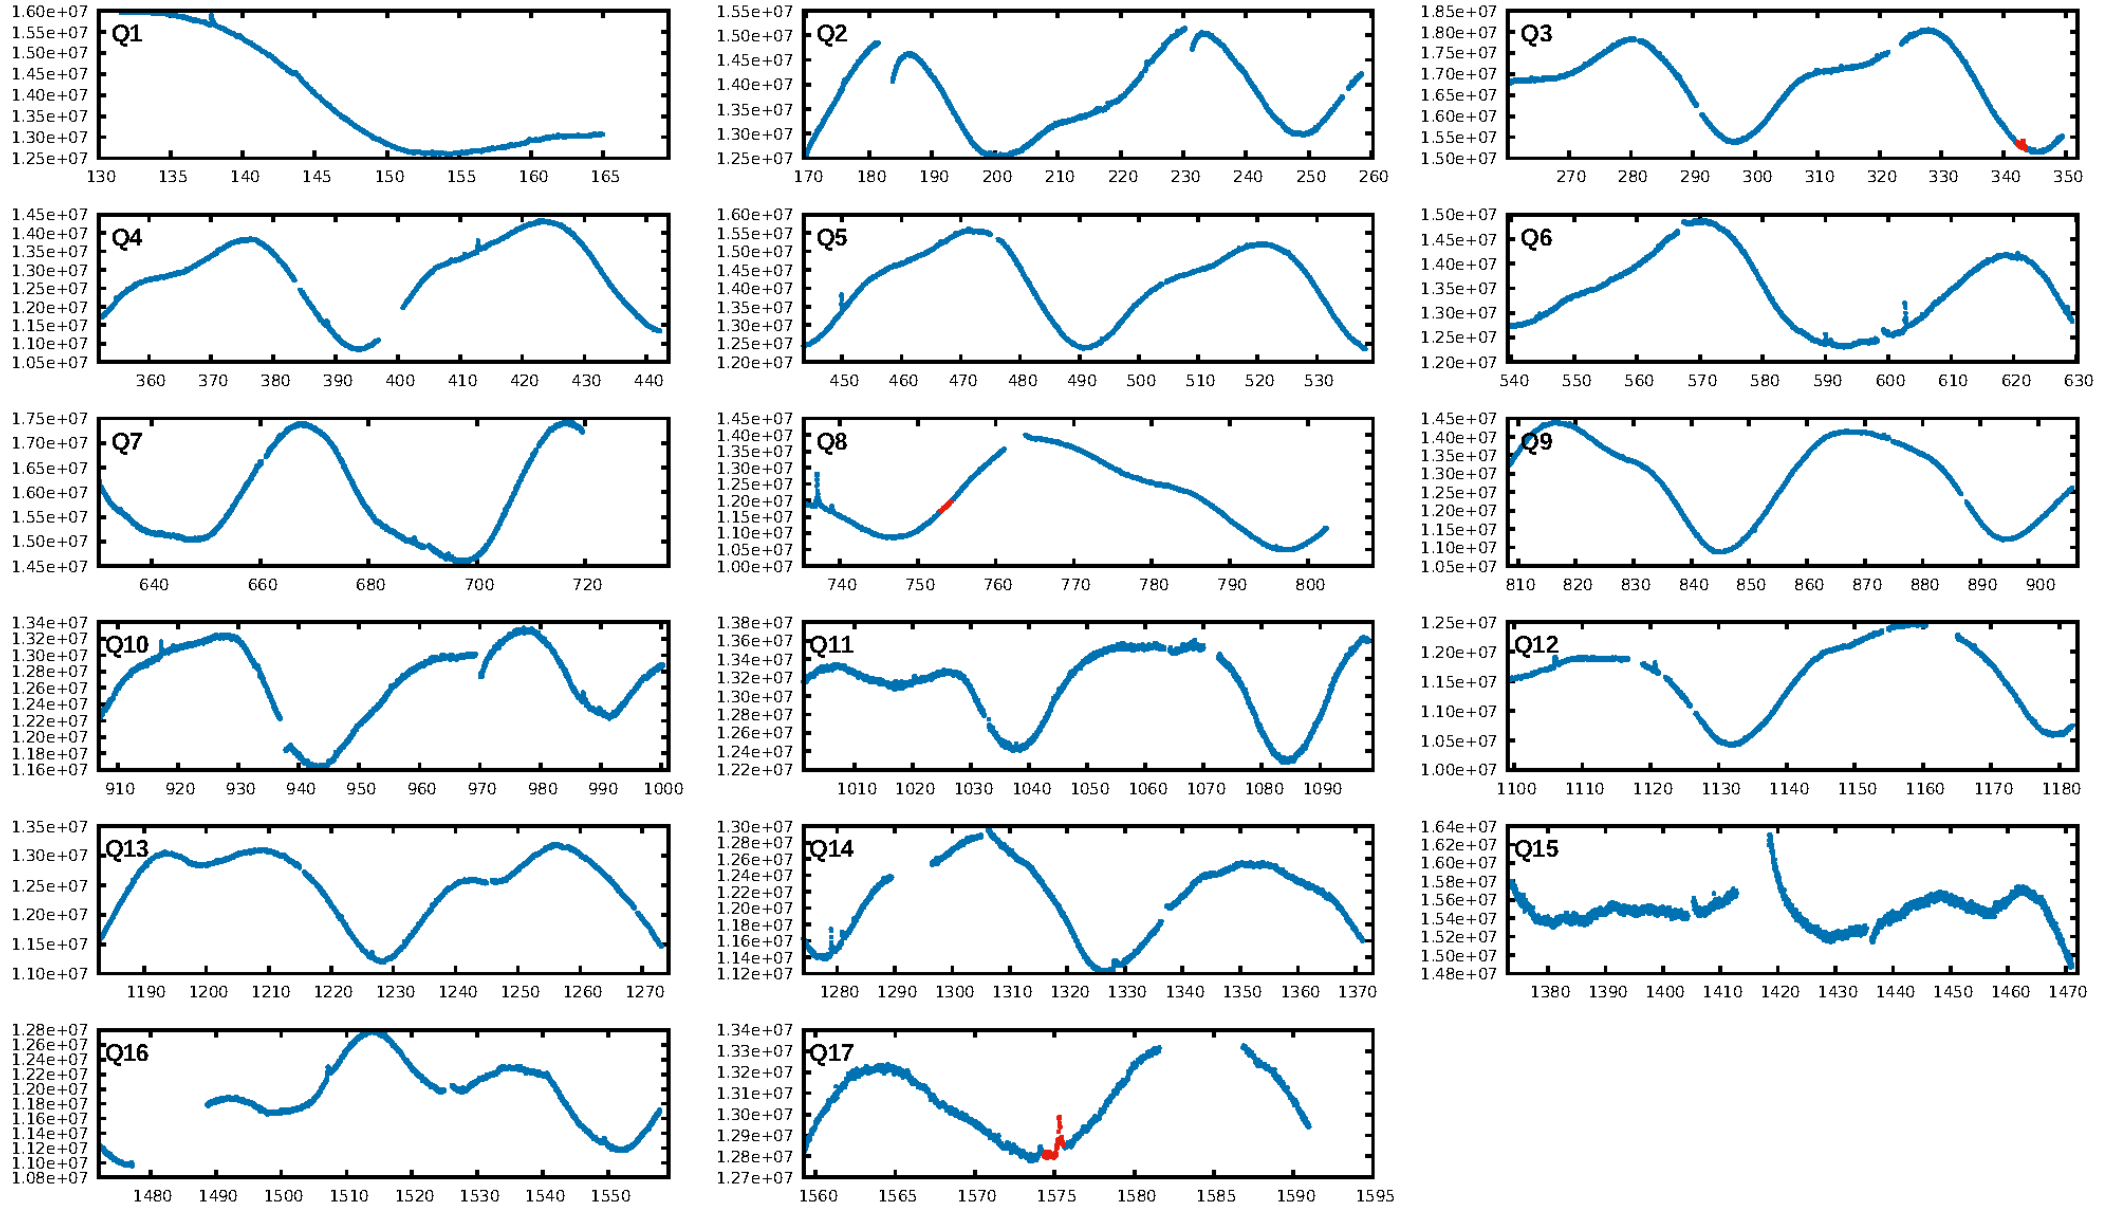 1.60e+07
1.55e+07
1.50e+07
1.45e+07
1.40e+07
1.35e+07
1.30e+07
1.25e+07
Q1
130 135 140 145 150 155 160 165
1.55e+07
1.50e+07
1.45e+07
1.40e+07
1.35e+07
1.30e+07
1.25e+07
Q2
170 180 190 200 210 220 230 240 250 260
1.85e+07
1.80e+07
1.75e+07
1.70e+07
1.65e+07
1.60e+07
1.55e+07
1.50e+07
Q3
270 280 290 300 310 320 330 340 350
1.45e+07
1.40e+07
1.35e+07
1.30e+07
1.25e+07
1.20e+07
1.15e+07
1.10e+07
1.05e+07
Q4
360 370 380 390 400 410 420 430 440
1.60e+07
1.55e+07
1.50e+07
1.45e+07
1.40e+07
1.35e+07
1.30e+07
1.25e+07
1.20e+07
Q5
450 460 470 480 490 500 510 520 530
1.50e+07
1.45e+07
1.40e+07
1.35e+07
1.30e+07
1.25e+07
1.20e+07
Q6
540 550 560 570 580 590 600 610 620 630
1.75e+07
1.70e+07
1.65e+07
1.60e+07
1.55e+07
1.50e+07
1.45e+07
Q7
640 660 680 700 720
1.45e+07
1.40e+07
1.35e+07
1.30e+07
1.25e+07
1.20e+07
1.15e+07
1.10e+07
1.05e+07
1.00e+07
Q8
740 750 760 770 780 790 800
1.45e+07
1.40e+07
1.35e+07
1.30e+07
1.25e+07
1.20e+07
1.15e+07
1.10e+07
1.05e+07
Q9
810 820 830 840 850 860 870 880 890 900
1.34e+07
1.32e+07
1.30e+07
1.28e+07
1.26e+07
1.24e+07
1.22e+07
1.20e+07
1.18e+07
1.16e+07
Q10
910 920 930 940 950 960 970 980 990 1000
1.38e+07
1.36e+07
1.34e+07
1.32e+07
1.30e+07
1.28e+07
1.26e+07
1.24e+07
1.22e+07
Q11
1010 1020 1030 1040 1050 1060 1070 1080 1090
1.25e+07
1.20e+07
1.15e+07
1.10e+07
1.05e+07
1.00e+07
Q12
1100 1110 1120 1130 1140 1150 1160 1170 1180
1.35e+07
1.30e+07
1.25e+07
1.20e+07
1.15e+07
1.10e+07
Q13
1190 1200 1210 1220 1230 1240 1250 1260 1270
1.30e+07
1.28e+07
1.26e+07
1.24e+07
1.22e+07
1.20e+07
1.18e+07
1.16e+07
1.14e+07
1.12e+07
Q14
1280 1290 1300 1310 1320 1330 1340 1350 1360 1370
1.64e+07
1.62e+07
1.60e+07
1.58e+07
1.56e+07
1.54e+07
1.52e+07
1.50e+07
1.48e+07
Q15
1380 1390 1400 1410 1420 1430 1440 1450 1460 1470
1.28e+07
1.26e+07
1.24e+07
1.22e+07
1.20e+07
1.18e+07
1.16e+07
1.14e+07
1.12e+07
1.10e+07
1.08e+07
Q16
1480 1490 1500 1510 1520 1530 1540 1550
1.34e+07
1.33e+07
1.32e+07
1.31e+07
1.30e+07
1.29e+07
1.28e+07
1.27e+07
Q17
1560 1565 1570 1575 1580 1585 1590 1595